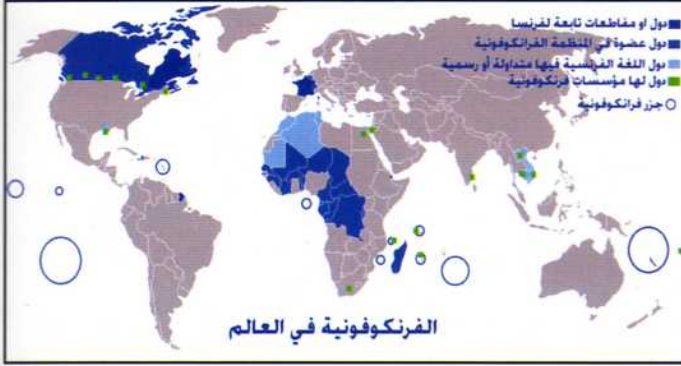 دول او مقاطعات تابعة لفرنسا
دول عضوة في المنظمة الفرانكوفونية
دول اللغة الفرنسية فيها متداولة أو رسمية
دول لها مؤسسات فرنكوفونية
جزر فرانكوفونية
الفرنكوفونية في العالم